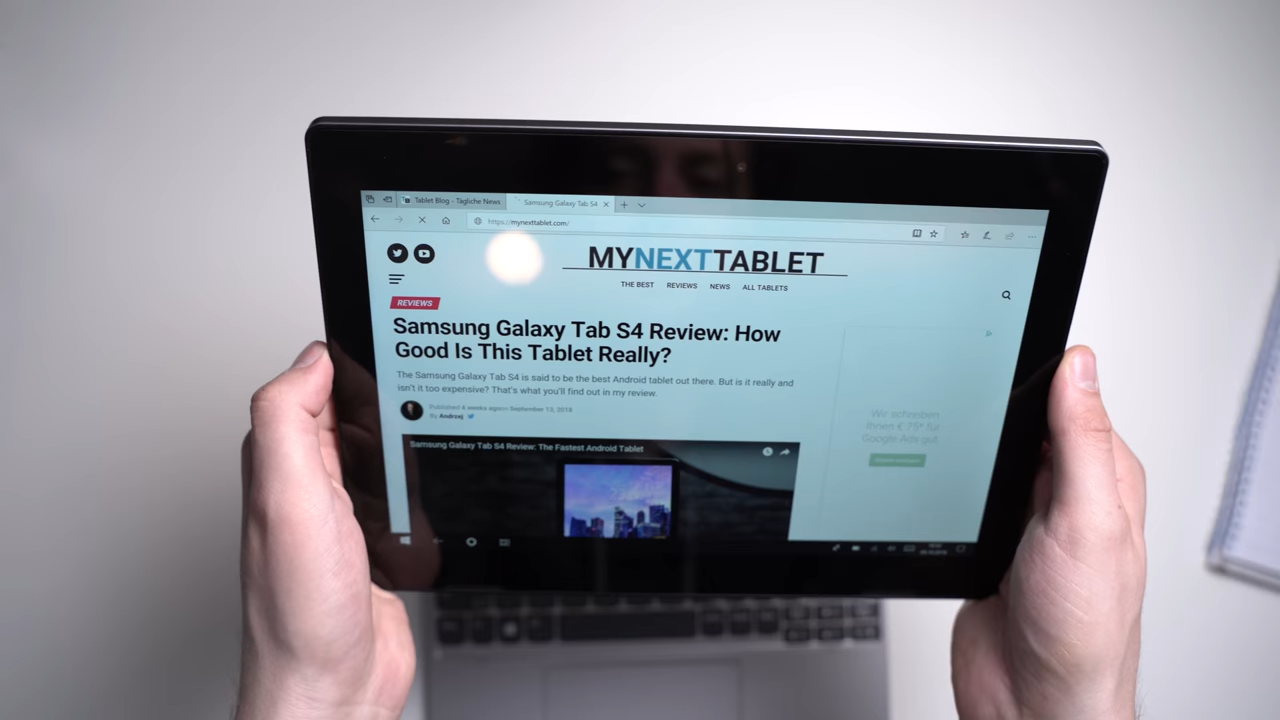 Tablet Blog - Tägliche News
Samsung Galaxy Tab S4
https://mynexttablet.com/
MYNEXTTABLET
THE BEST REVIEWS NEWS ALL TABLETS
REVIEWS
Samsung Galaxy Tab S4 Review: How
Good Is This Tablet Really?
The Samsung Galaxy Tab S4 is said to be the best Android tablet out there. But is it really and
isn't it too expensive? That's what you'll find out in my review.
Published 4 weeks ago on September 13, 2018
By Andrzej
Samsung Galaxy Tab S4 Review: The Fastest Android Tablet
Wir schreiben
Ihnen € 75* für
Google Ads gut.